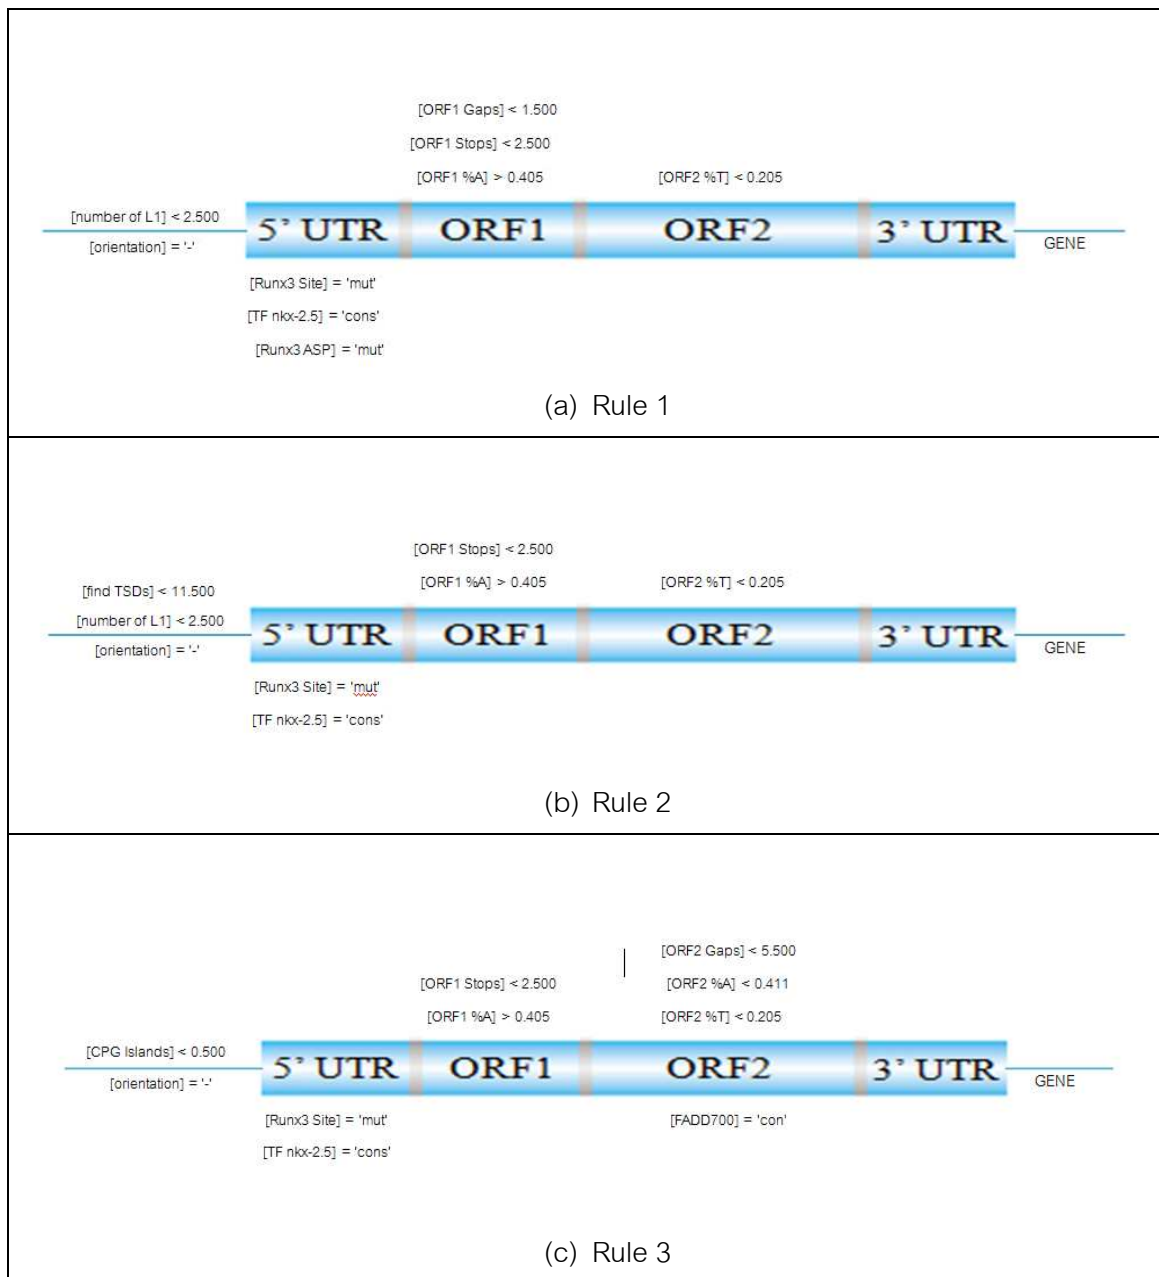 [ORF1 Gaps] < 1.500
[ORF1 Stops] < 2.500
[ORF1 %A] > 0.405 [ORF2 %T] < 0.205
[number of L1] < 2.500
5’ UTR ORF1 ORF2 3’ UTR
[orientation] = '-' GENE
[Runx3 Site] = 'mut'
[TF nkx-2.5] = 'cons'
[Runx3 ASP] = 'mut'
(a) Rule 1
[ORF1 Stops] < 2.500
[ORF1 %A] > 0.405 [ORF2 %T] < 0.205
[find TSDs] < 11.500
[number of L1] < 2.500
5’ UTR ORF1 ORF2 3’ UTR
[orientation] = '-' GENE
[Runx3 Site] = 'mut'
[TF nkx-2.5] = 'cons'
(b) Rule 2
[ORF2 Gaps] < 5.500
[ORF1 Stops] < 2.500 [ORF2 %A] < 0.411
[ORF1 %A] > 0.405 [ORF2 %T] < 0.205
[CPG Islands] < 0.500
5’ UTR ORF1 ORF2 3’ UTR
[orientation] = '-' GENE
[Runx3 Site] = 'mut' [FADD700] = 'con'
[TF nkx-2.5] = 'cons'
(c) Rule 3